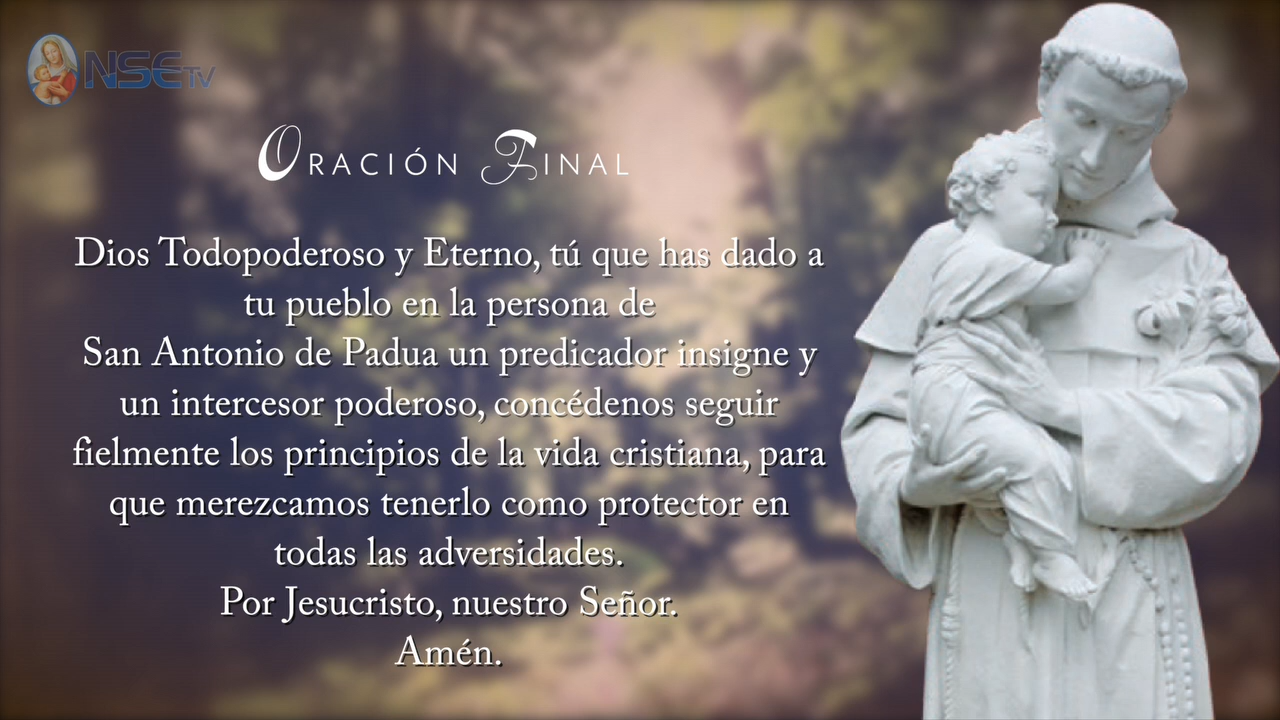 NSETV
ORACIÓN FINAL
Dios Todopoderoso y Eterno, tú que has dado a
tu pueblo en la persona de
San Antonio de Padua un predicador insigne y
un intercesor poderoso, concédenos seguir
fielmente los principios de la vida cristiana, para
que merezcamos tenerlo como protector en
todas las adversidades.
Por Jesucristo, nuestro Señor.
Amén.